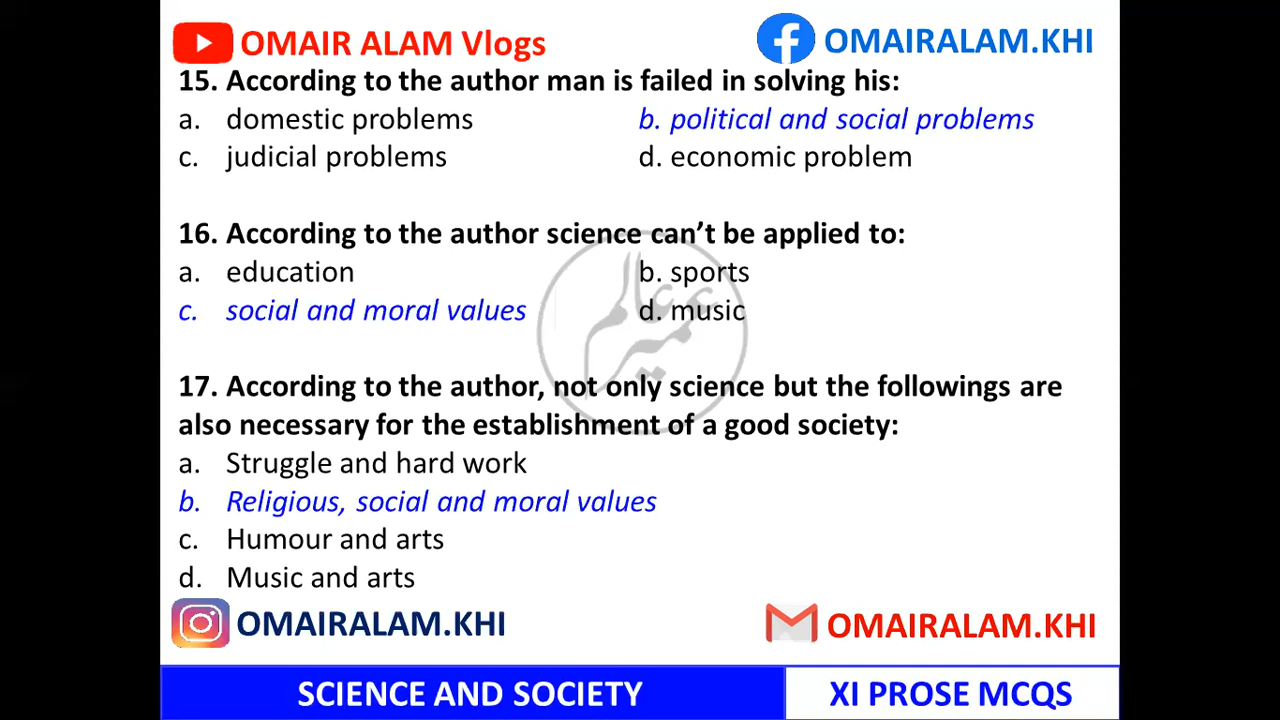 OMAIR ALAM Vlogs OMAIRALAM.KHI
15. According to the author man is failed in solving his:
a. domestic problems b. political and social problems
c. judicial problems d. economic problem
16. According to the author science can’t be applied to:
a. education b. sports
c. social and moral values d. music
عمیر عالم
17. According to the author, not only science but the followings are
also necessary for the establishment of a good society:
a. Struggle and hard work
b. Religious, social and moral values
c. Humour and arts
d. Music and arts
OMAIRALAM.KHI OMAIRALAM.KHI
SCIENCE AND SOCIETY XI PROSE MCQS